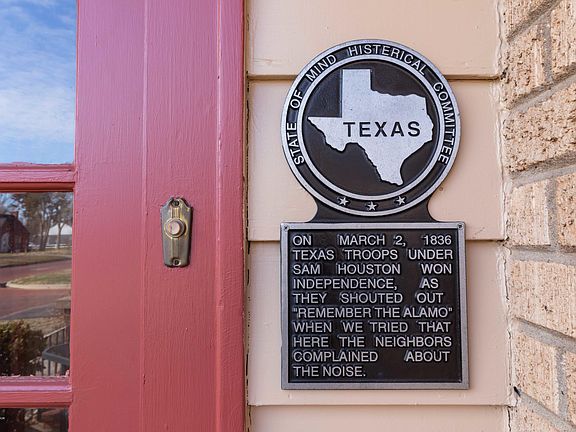 STATE OF MIND HISTERICAL COMMITTEE
TEXAS
ON MARCH 2, 1836
TEXAS TROOPS UNDER
SAM HOUSTON WON
INDEPENDENCE, AS
THEY SHOUTED OUT
"REMEMBER THE ALAMO"
WHEN WE TRIED THAT
HERE THE NEIGHBORS
COMPLAINED ABOUT
THE NOISE.